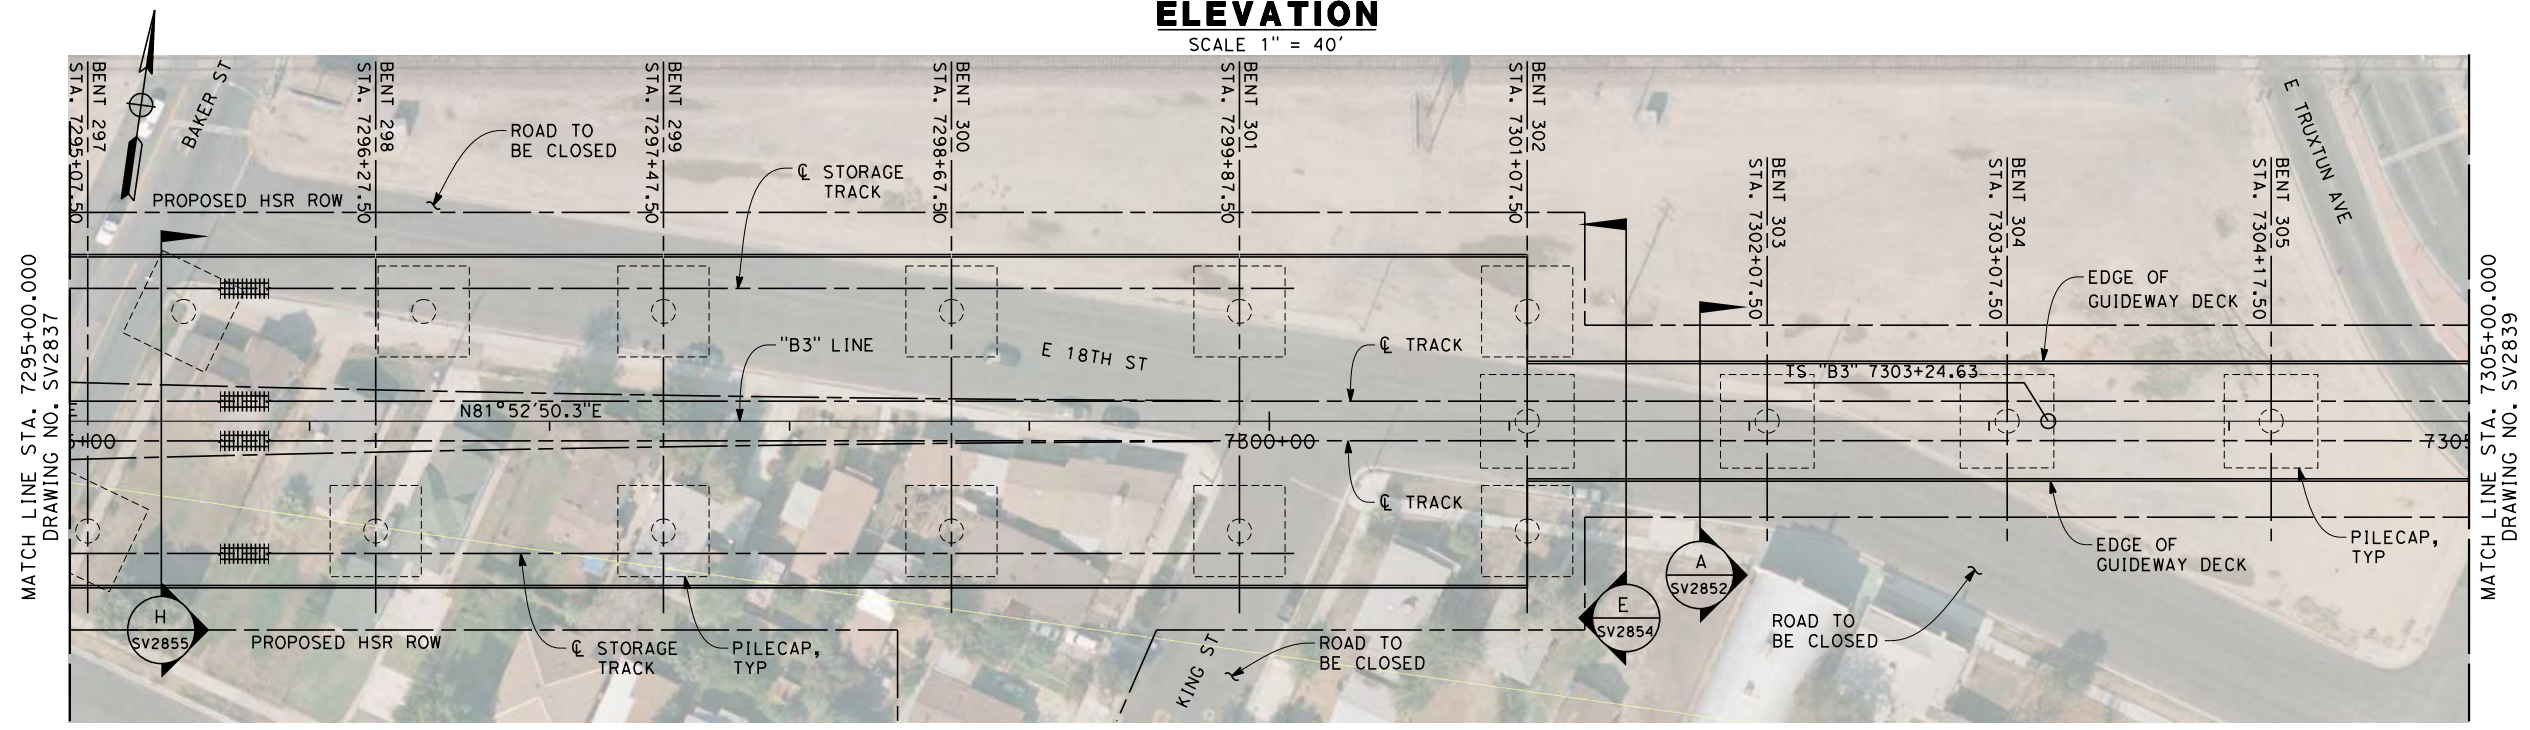 ELEVATION
SCALE 1" = 40'
BENT 297
STA. 7295+07.50
BENT 298
STA. 7296+27.50
BENT 299
STA. 7297+47.50
BENT 300
STA. 7298+67.50
BENT 301
STA. 7299+87.50
BENT 302
STA. 7301+07.50
BENT 303
STA. 7302+07.50
BENT 304
STA. 7303+07.50
BENT 305
STA. 7304+17.50
BAKER ST
E TRUXTUN AVE
ROAD TO
BE CLOSED
℄ STORAGE
TRACK
PROPOSED HSR ROW
EDGE OF
GUIDEWAY DECK
"B3" LINE
E 18TH ST
℄ TRACK
TS "B3" 7303+24.63
N81°52'50.3"E
5+00
7300+00
7305
℄ TRACK
MATCH LINE STA. 7295+00.000
DRAWING NO. SV2837
MATCH LINE STA. 7305+00.000
DRAWING NO. SV2839
PILECAP,
TYP
EDGE OF
GUIDEWAY DECK
A
SV2852
H
SV2855
E
SV2854
PROPOSED HSR ROW
℄ STORAGE
TRACK
PILECAP,
TYP
KING ST
ROAD TO
BE CLOSED
ROAD TO
BE CLOSED